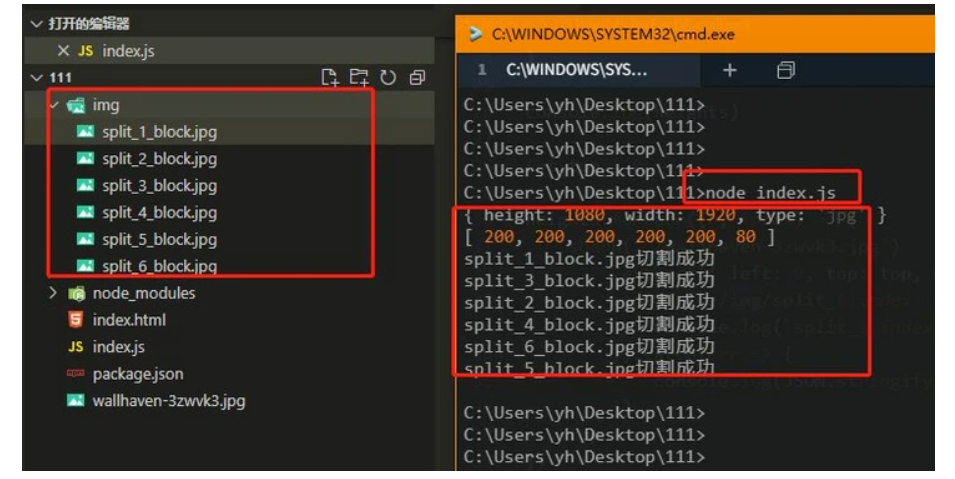 打开的编辑器
JS index.js
111
img
split_1_block.jpg
split_2_block.jpg
split_3_block.jpg
split_4_block.jpg
split_5_block.jpg
split_6_block.jpg
node_modules
index.html
JS index.js
package.json
wallhaven-3zwvk3.jpg
C:\WINDOWS\SYSTEM32\cmd.exe
1 C:\WINDOWS\SYS...
C:\Users\yh\Desktop\111>
C:\Users\yh\Desktop\111>
C:\Users\yh\Desktop\111>
C:\Users\yh\Desktop\111>
C:\Users\yh\Desktop\111>node index.js
{ height: 1080, width: 1920, type: 'jpg' }
[ 200, 200, 200, 200, 200, 80 ]
split_1_block.jpg切割成功
split_3_block.jpg切割成功
split_2_block.jpg切割成功
split_4_block.jpg切割成功
split_6_block.jpg切割成功
split_5_block.jpg切割成功
C:\Users\yh\Desktop\111>
C:\Users\yh\Desktop\111>
C:\Users\yh\Desktop\111>